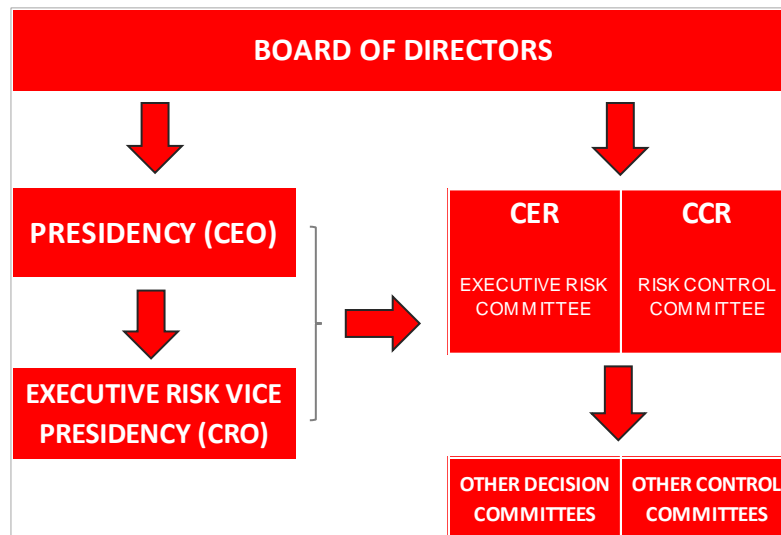 BOARD OF DIRECTORS
PRESIDENCY (CEO)
EXECUTIVE RISK VICE
PRESIDENCY (CRO)
CER
EXECUTIVE RISK
COMMITTEE
CCR
RISK CONTROL
COMMITTEE
OTHER DECISION
COMMITTEES
OTHER CONTROL
COMMITTEES